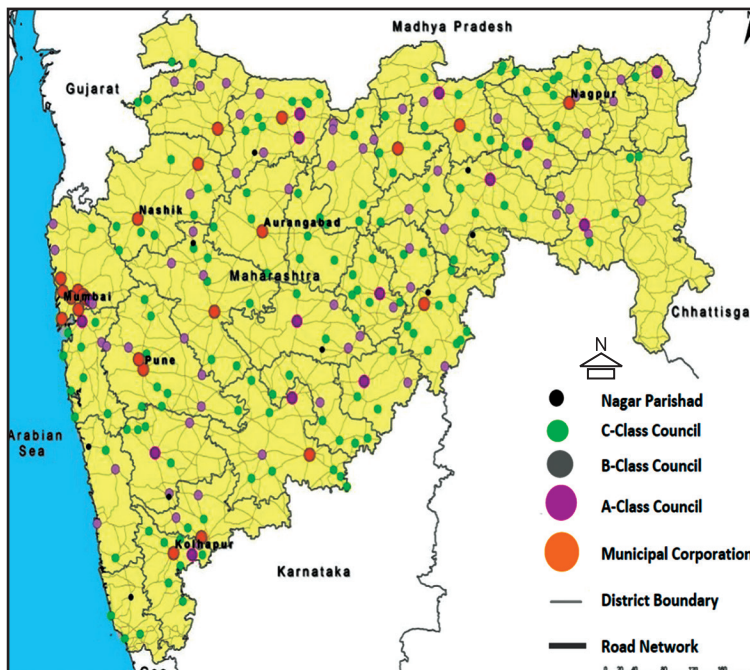 Madhya Pradesh
Gujarat
Nagpur
Nashik
Aurangabad
Maharashtra
Mumbai
Chhattisga
Pune
Arabian
Sea
Kolhapur
Karnataka
N
Nagar Parishad
C-Class Council
B-Class Council
A-Class Council
Municipal Corporation
District Boundary
Road Network